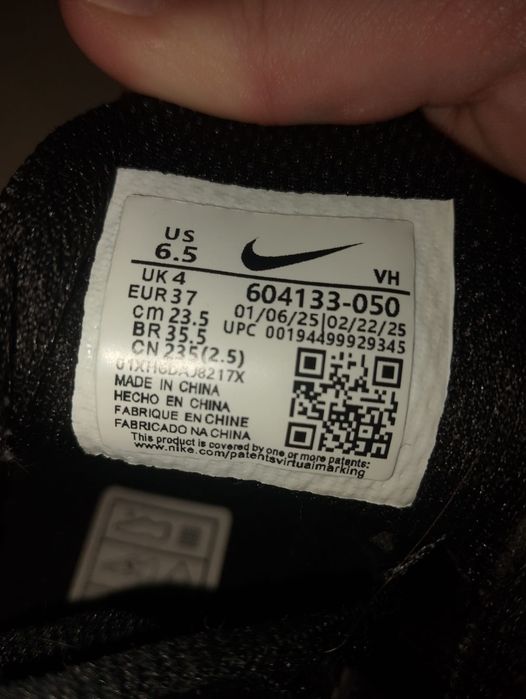 US
6.5
VH
UK 4
EUR 37
604133-050
cm 23.5
01/06/25|02/22/25
BR 35.5
UPC 00194499929345
CN 235(2.5)
MADE IN CHINA
HECHO EN CHINA
FABRIQUE EN CHINE
FABRICADO NA CHINA
This product is covered by one or more patents:
www.nike.com/patentsvirtualmarking